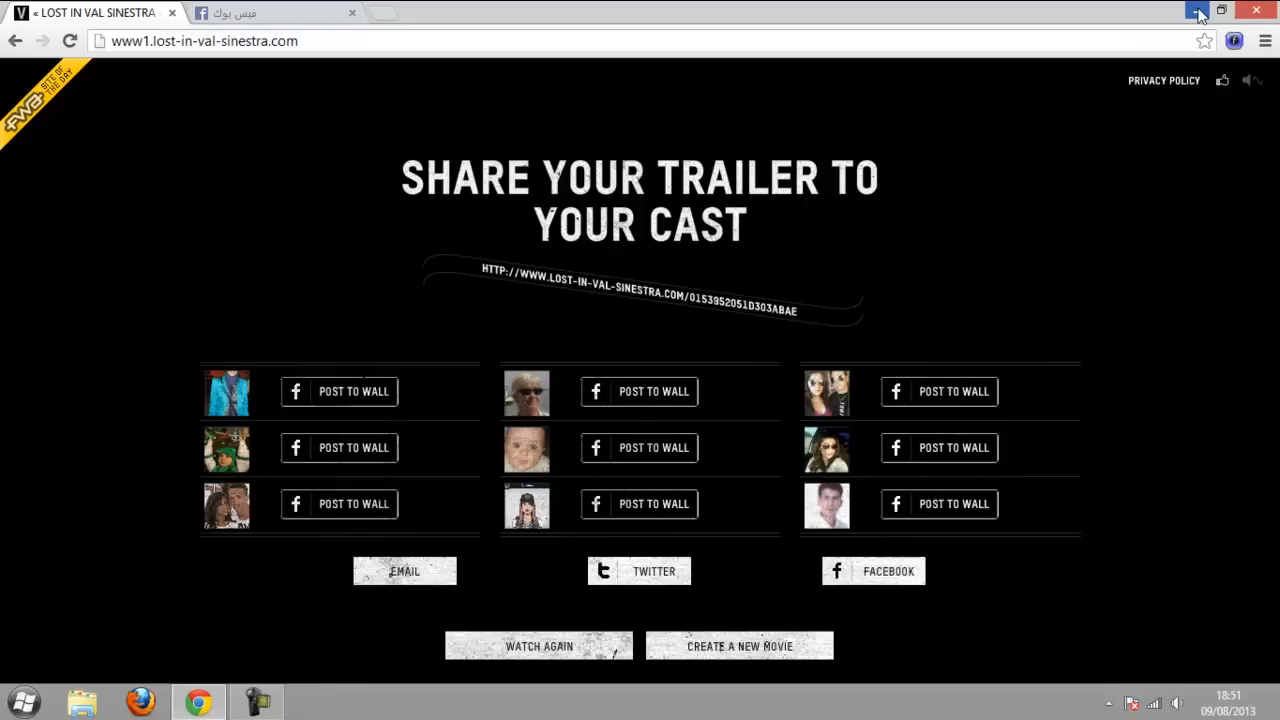 « LOST IN VAL SINESTRA
فيس بوك
www1.lost-in-val-sinestra.com
SITE OF
THE DAY
fwa
PRIVACY POLICY
SHARE YOUR TRAILER TO
YOUR CAST
HTTP://WWW.LOST-IN-VAL-SINESTRA.COM/0153952051D303ABAE
POST TO WALL
POST TO WALL
POST TO WALL
POST TO WALL
POST TO WALL
POST TO WALL
POST TO WALL
POST TO WALL
POST TO WALL
EMAIL
TWITTER
FACEBOOK
WATCH AGAIN
CREATE A NEW MOVIE
18:51
09/08/2013